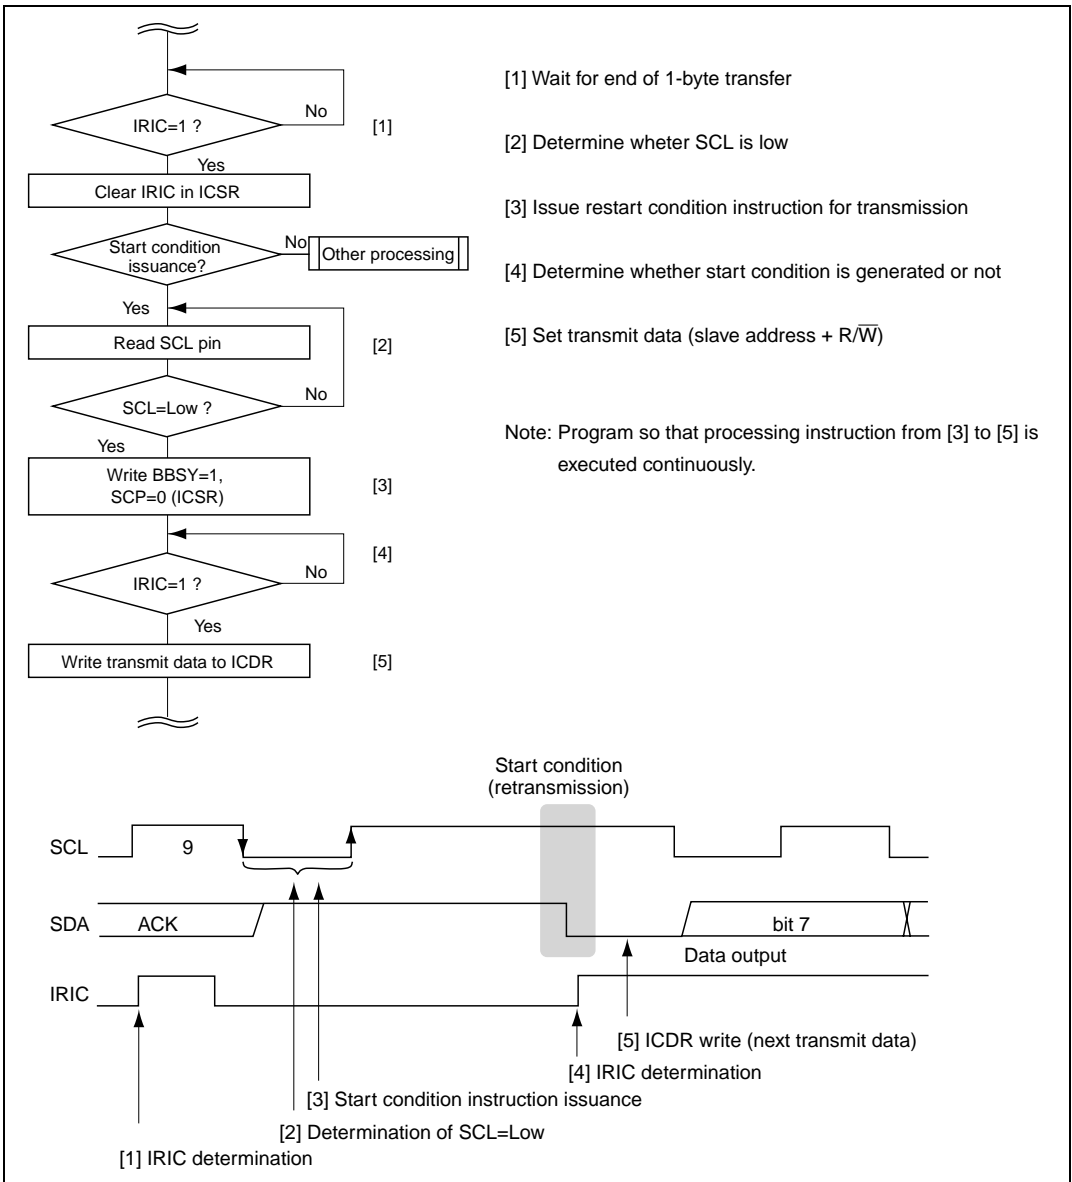 IRIC=1 ?
No
[1]
Yes
Clear IRIC in ICSR
Start condition
issuance?
No
Other processing
Yes
Read SCL pin
[2]
SCL=Low ?
No
Yes
Write BBSY=1,
SCP=0 (ICSR)
[3]
[4]
IRIC=1 ?
No
Yes
Write transmit data to ICDR
[5]
[1] Wait for end of 1-byte transfer
[2] Determine wheter SCL is low
[3] Issue restart condition instruction for transmission
[4] Determine whether start condition is generated or not
[5] Set transmit data (slave address + R/W̅)
Note: Program so that processing instruction from [3] to [5] is
executed continuously.
Start condition
(retransmission)
SCL
9
SDA
ACK
bit 7
Data output
IRIC
[5] ICDR write (next transmit data)
[4] IRIC determination
[3] Start condition instruction issuance
[2] Determination of SCL=Low
[1] IRIC determination